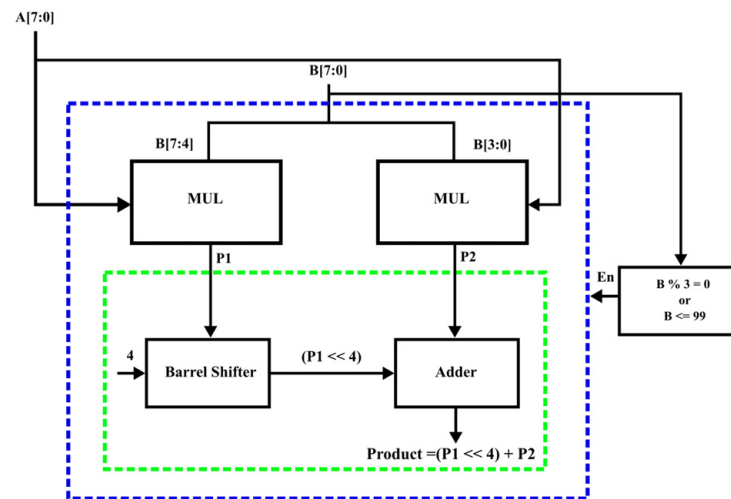 A[7:0]
B[7:0]
B[7:4]
B[3:0]
MUL
MUL
P1
P2
En
B % 3 = 0
or
B <= 99
4
Barrel Shifter
(P1 << 4)
Adder
Product =(P1 << 4) + P2